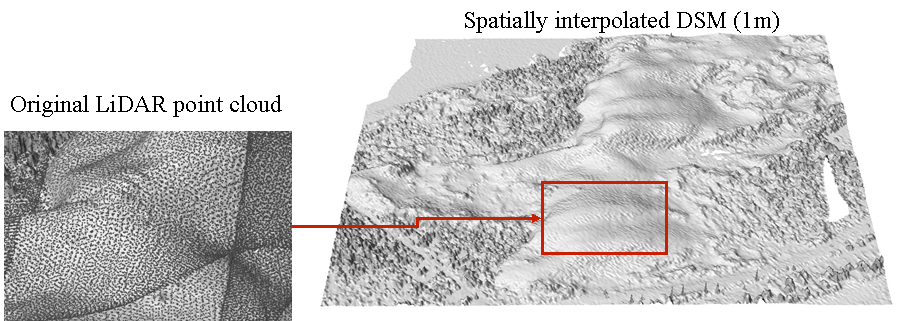 Spatially interpolated DSM (1m)
Original LiDAR point cloud